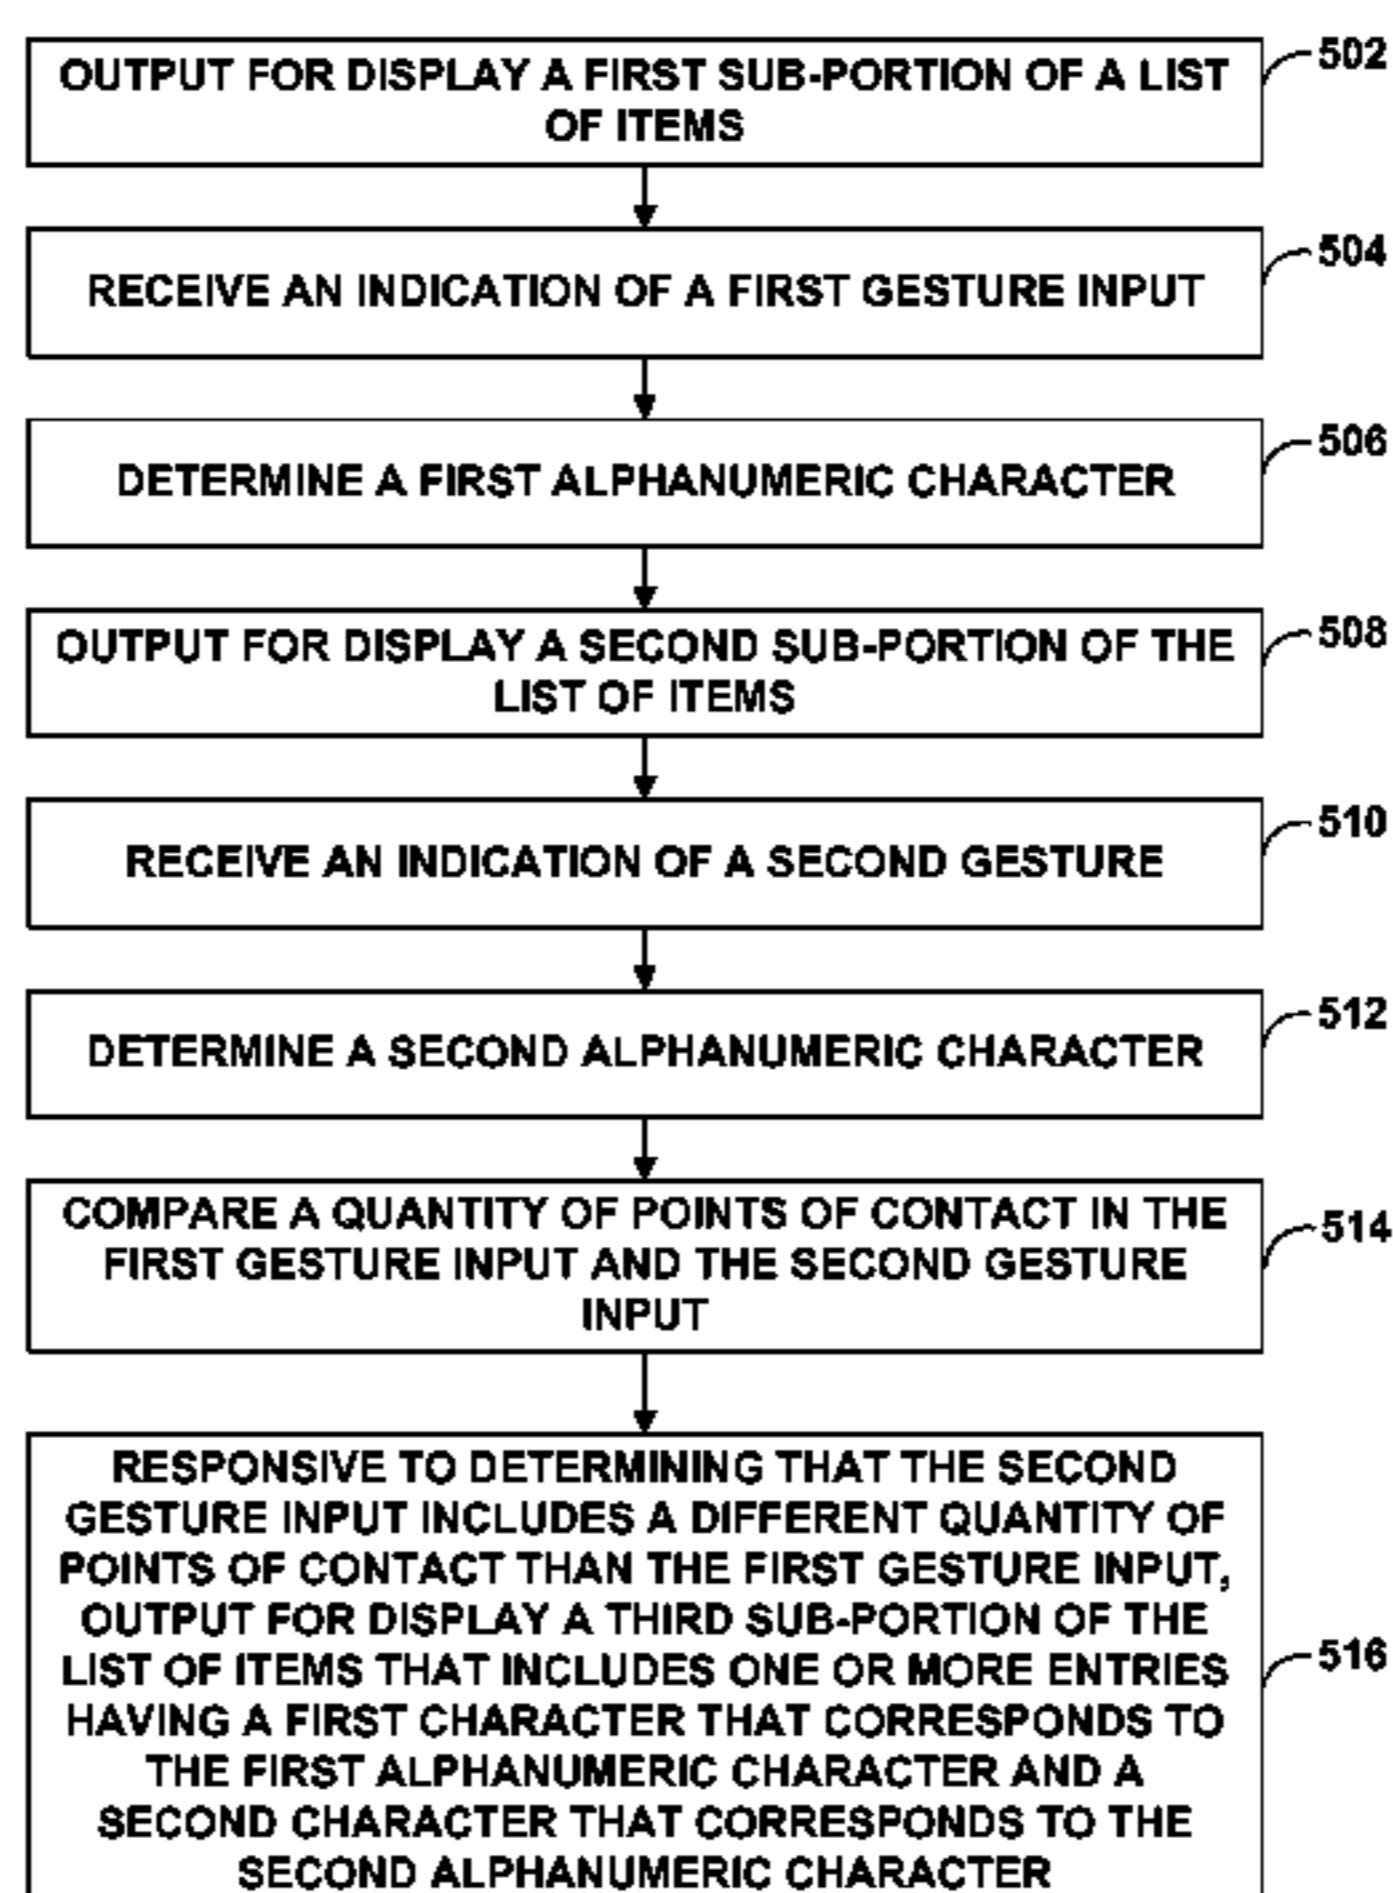 OUTPUT FOR DISPLAY A FIRST SUB-PORTION OF A LIST
OF ITEMS
502
RECEIVE AN INDICATION OF A FIRST GESTURE INPUT
504
DETERMINE A FIRST ALPHANUMERIC CHARACTER
506
OUTPUT FOR DISPLAY A SECOND SUB-PORTION OF THE
LIST OF ITEMS
508
RECEIVE AN INDICATION OF A SECOND GESTURE
510
DETERMINE A SECOND ALPHANUMERIC CHARACTER
512
COMPARE A QUANTITY OF POINTS OF CONTACT IN THE
FIRST GESTURE INPUT AND THE SECOND GESTURE
INPUT
514
RESPONSIVE TO DETERMINING THAT THE SECOND
GESTURE INPUT INCLUDES A DIFFERENT QUANTITY OF
POINTS OF CONTACT THAN THE FIRST GESTURE INPUT,
OUTPUT FOR DISPLAY A THIRD SUB-PORTION OF THE
LIST OF ITEMS THAT INCLUDES ONE OR MORE ENTRIES
HAVING A FIRST CHARACTER THAT CORRESPONDS TO
THE FIRST ALPHANUMERIC CHARACTER AND A
SECOND CHARACTER THAT CORRESPONDS TO THE
SECOND ALPHANUMERIC CHARACTER
516